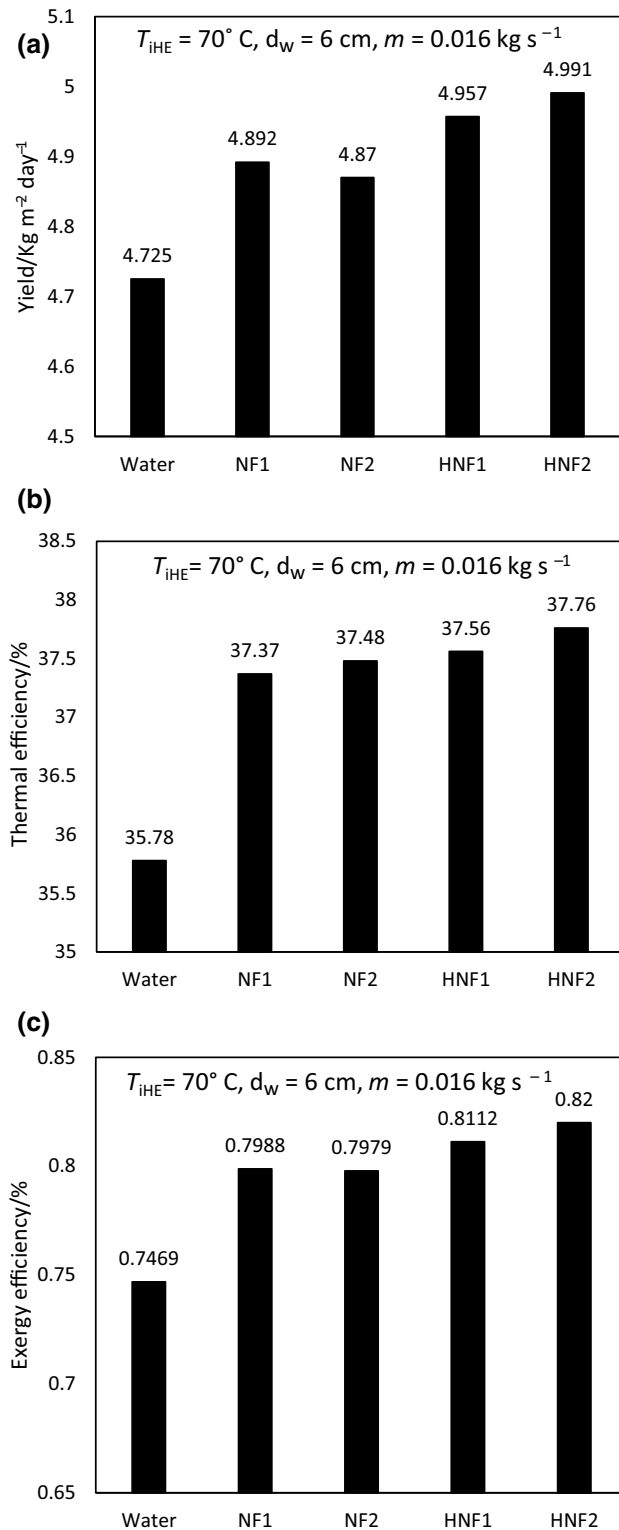 (a)
T_iHE = 70° C, d_w = 6 cm, m = 0.016 kg s⁻¹
Yield/Kg m⁻² day⁻¹
5.1
5
4.9
4.8
4.7
4.6
4.5
4.725
4.892
4.87
4.957
4.991
Water NF1 NF2 HNF1 HNF2
(b)
T_iHE= 70° C, d_w = 6 cm, m = 0.016 kg s ⁻¹
Thermal efficiency/%
38.5
38
37.5
37
36.5
36
35.5
35
35.78
37.37
37.48
37.56
37.76
Water NF1 NF2 HNF1 HNF2
(c)
T_iHE= 70° C, d_w = 6 cm, m = 0.016 kg s ⁻¹
Exergy efficiency/%
0.85
0.8
0.75
0.7
0.65
0.7469
0.7988
0.7979
0.8112
0.82
Water NF1 NF2 HNF1 HNF2